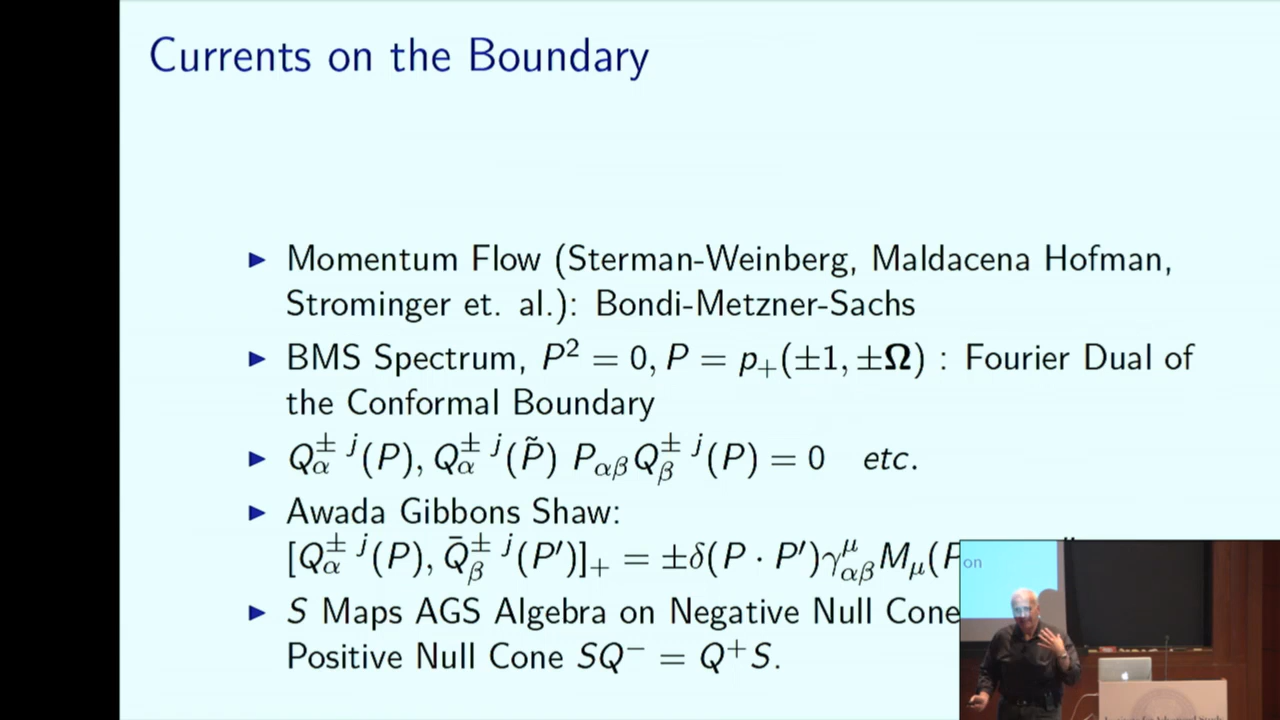 Currents on the Boundary
▶ Momentum Flow (Sterman-Weinberg, Maldacena Hofman,
Strominger et. al.): Bondi-Metzner-Sachs
▶ BMS Spectrum, P² = 0, P = p₊(±1, ±Ω) : Fourier Dual of
the Conformal Boundary
▶ Q_α^{± j}(P), Q_α^{± j}(P̃) P_{αβ}Q_β^{± j}(P) = 0 etc.
▶ Awada Gibbons Shaw:
[Q_α^{± j}(P), Q̄_β^{± j}(P′)]₊ = ±δ(P · P′)γ^μ_{αβ}M_μ(P
▶ S Maps AGS Algebra on Negative Null Cone
Positive Null Cone SQ⁻ = Q⁺S.
on